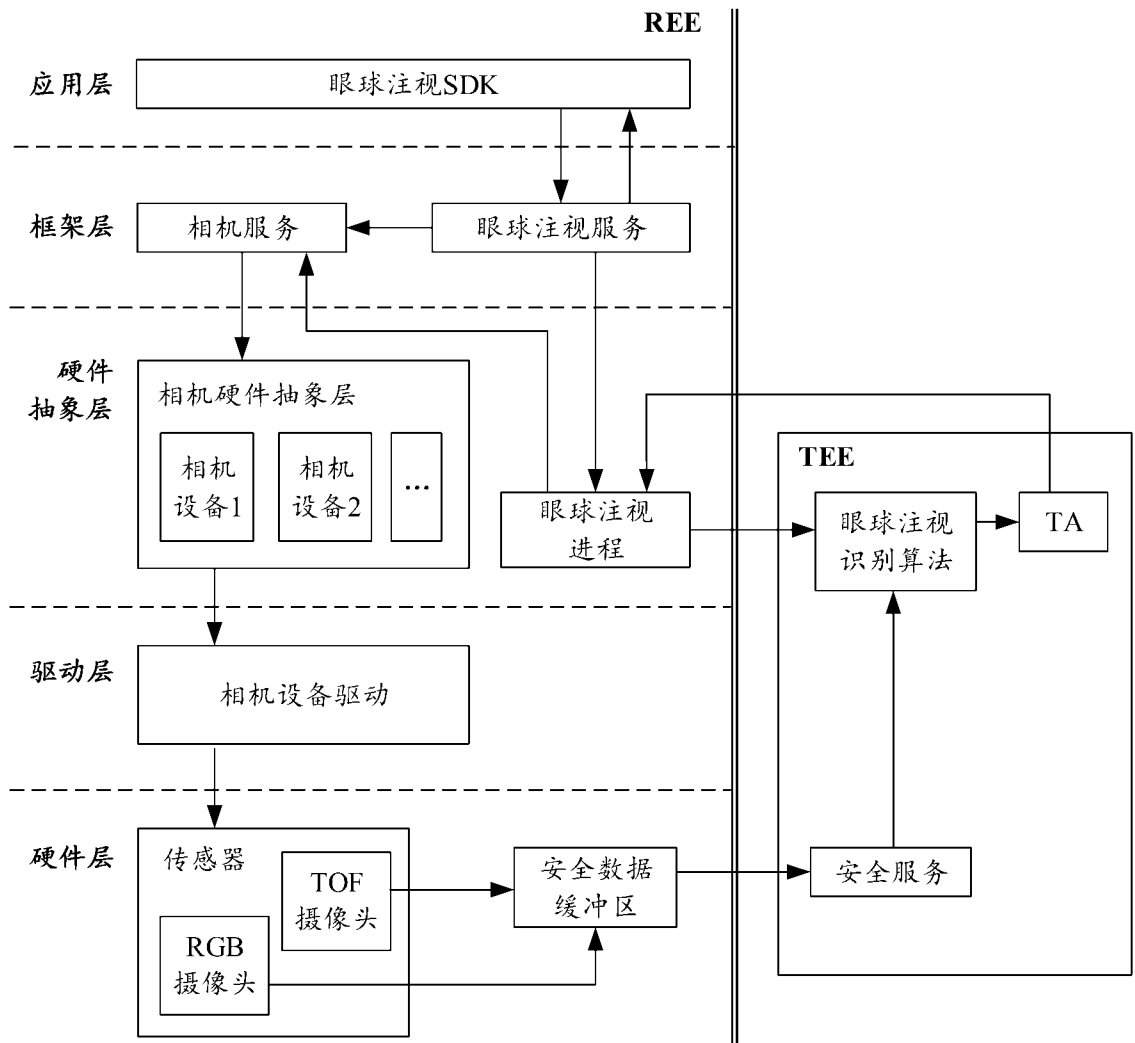 REE
应用层
眼球注视SDK
框架层
相机服务
眼球注视服务
硬件
抽象层
相机硬件抽象层
相机
设备1
相机
设备2
...
眼球注视
进程
TEE
眼球注视
识别算法
TA
驱动层
相机设备驱动
硬件层
传感器
TOF
摄像头
RGB
摄像头
安全数据
缓冲区
安全服务